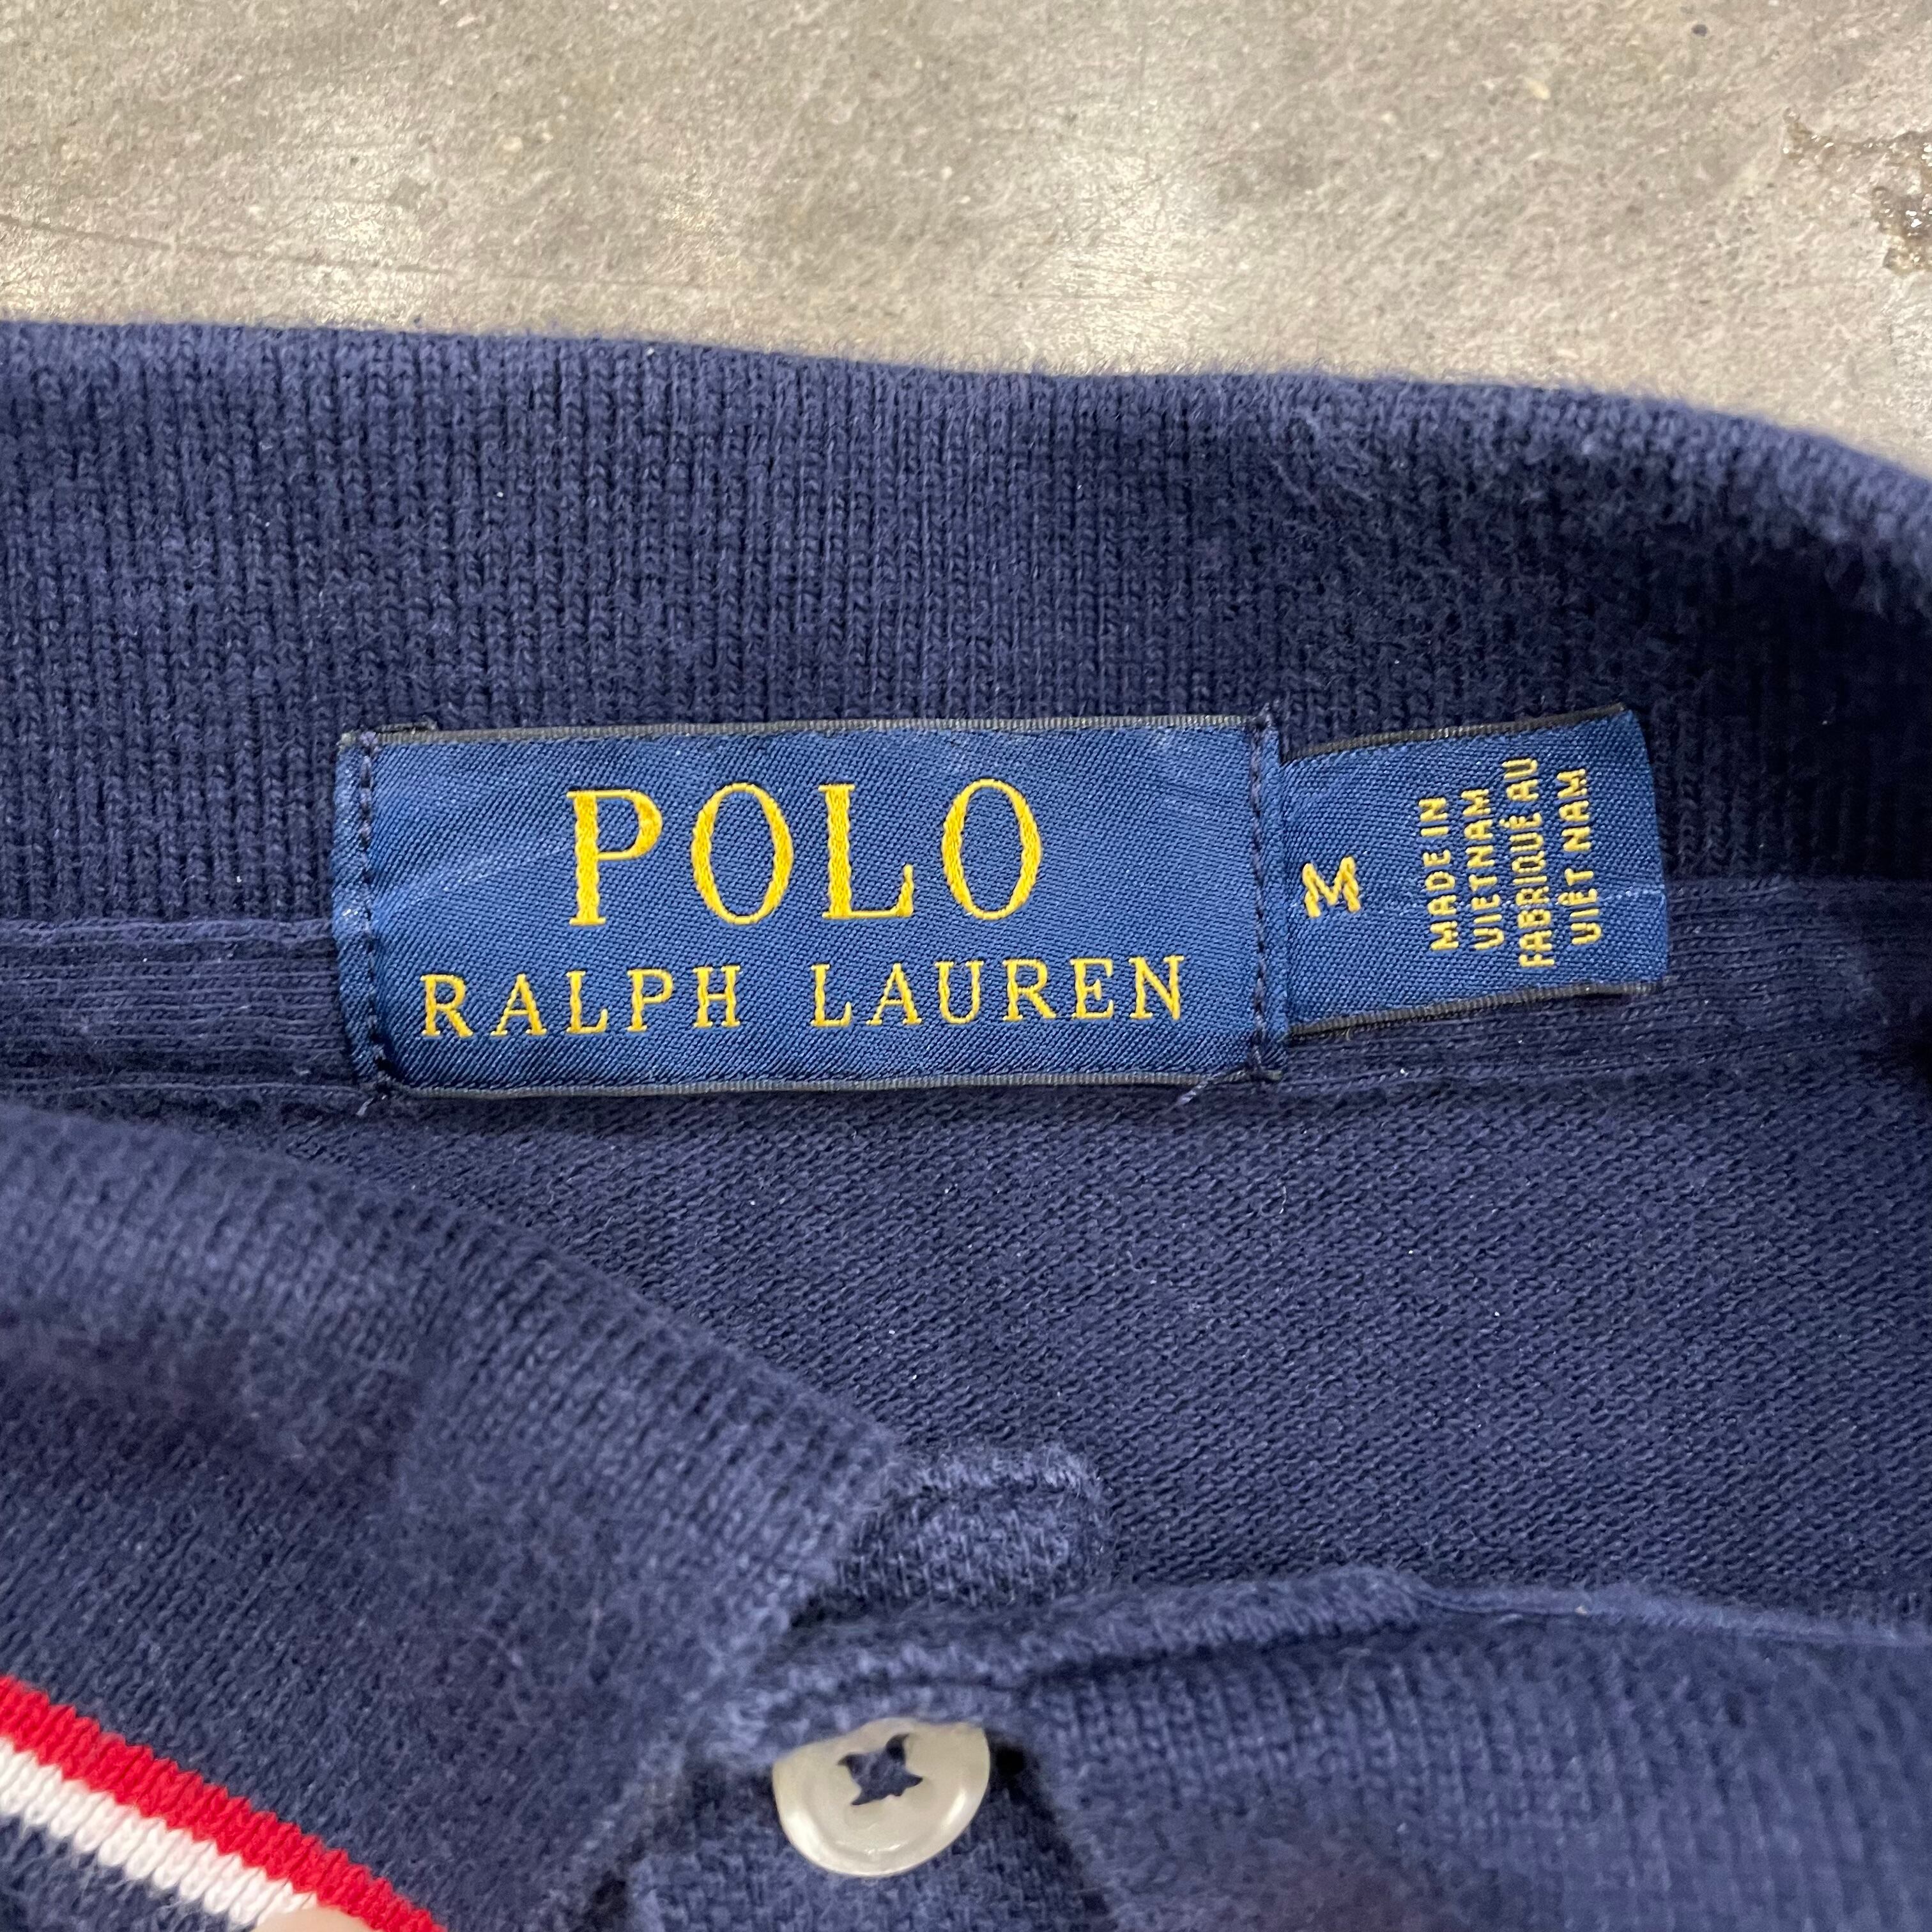 POLO
RALPH LAUREN
M
MADE IN
VIETNAM
FABRIQUÉ AU
VIÊT NAM